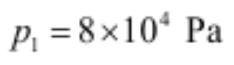 p₁ = 8×10⁴ Pa